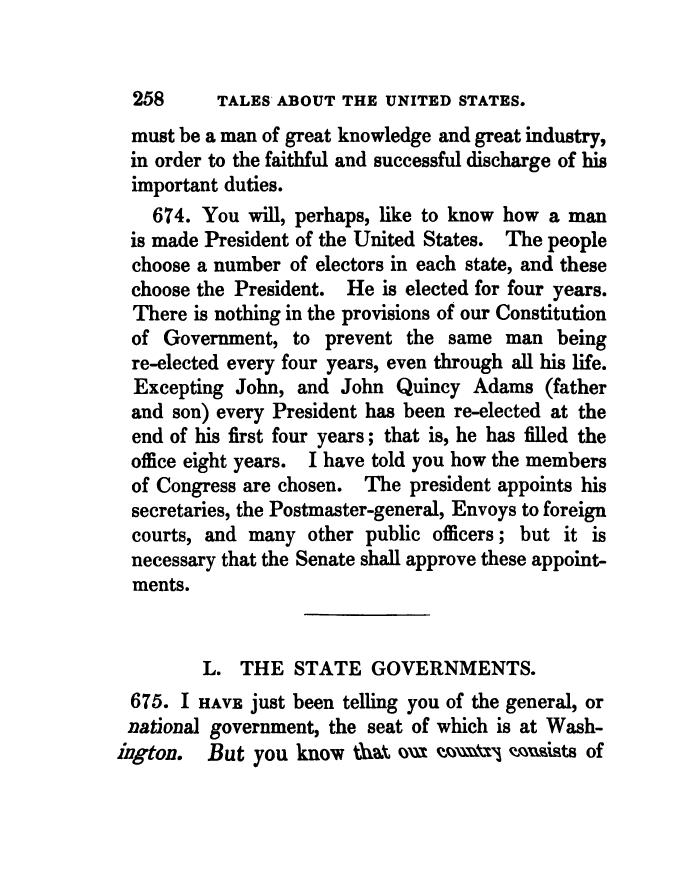 258 TALES ABOUT THE UNITED STATES.
must be a man of great knowledge and great industry,
in order to the faithful and successful discharge of his
important duties.
674. You will, perhaps, like to know how a man
is made President of the United States. The people
choose a number of electors in each state, and these
choose the President. He is elected for four years.
There is nothing in the provisions of our Constitution
of Government, to prevent the same man being
re-elected every four years, even through all his life.
Excepting John, and John Quincy Adams (father
and son) every President has been re-elected at the
end of his first four years; that is, he has filled the
office eight years. I have told you how the members
of Congress are chosen. The president appoints his
secretaries, the Postmaster-general, Envoys to foreign
courts, and many other public officers; but it is
necessary that the Senate shall approve these appoint-
ments.
L. THE STATE GOVERNMENTS.
675. I HAVE just been telling you of the general, or
national government, the seat of which is at Wash-
ington. But you know that our country consists of